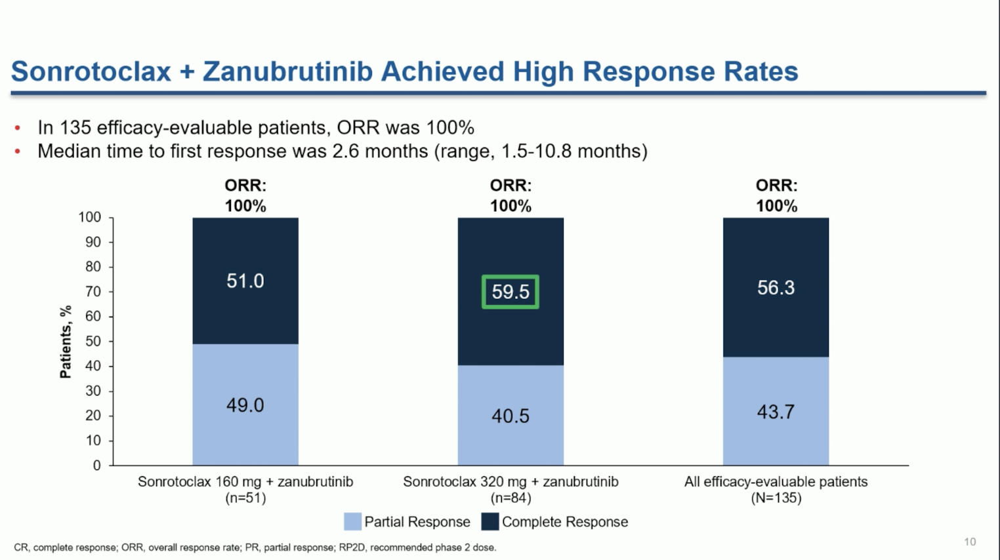 Sonrotoclax + Zanubrutinib Achieved High Response Rates
• In 135 efficacy-evaluable patients, ORR was 100%
• Median time to first response was 2.6 months (range, 1.5-10.8 months)
ORR:
100%
ORR:
100%
ORR:
100%
Patients, %
100
90
80
70
60
50
40
30
20
10
0
51.0
49.0
59.5
40.5
56.3
43.7
Sonrotoclax 160 mg + zanubrutinib
(n=51)
Sonrotoclax 320 mg + zanubrutinib
(n=84)
All efficacy-evaluable patients
(N=135)
Partial Response
Complete Response
CR, complete response; ORR, overall response rate; PR, partial response; RP2D, recommended phase 2 dose.
10